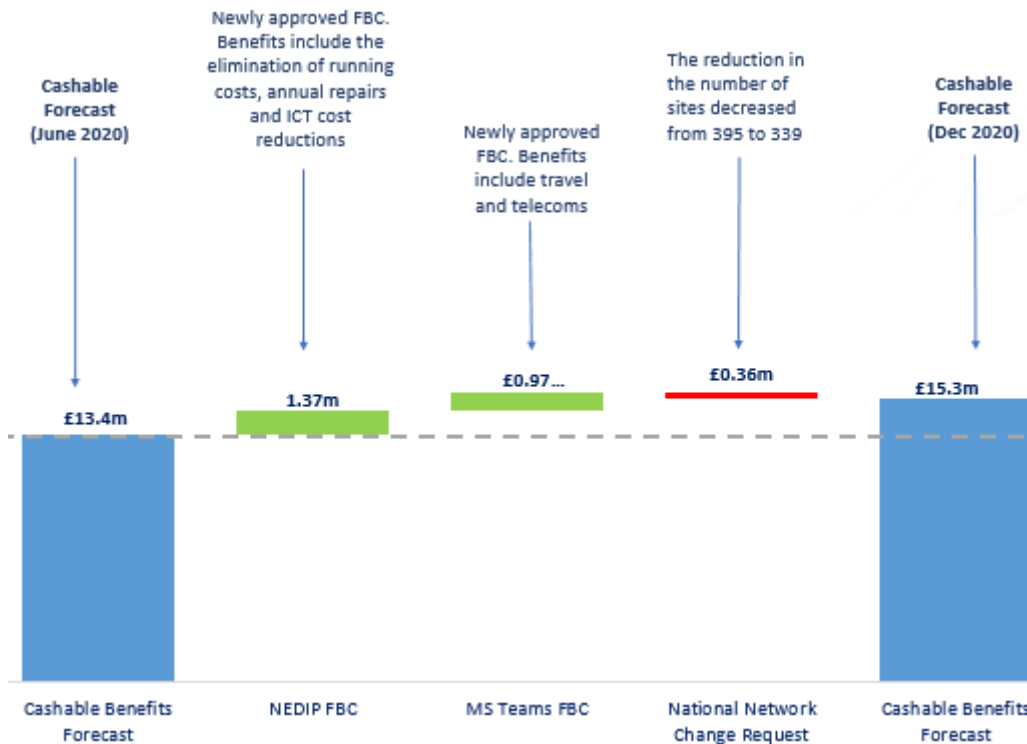 Cashable
Forecast
(June 2020)
Newly approved FBC.
Benefits include the
elimination of running
costs, annual repairs
and ICT cost
reductions
Newly approved
FBC. Benefits
include travel
and telecoms
The reduction in
the number of
sites decreased
from 395 to 339
Cashable
Forecast
(Dec 2020)
£13.4m
1.37m
£0.97...
£0.36m
£15.3m
Cashable Benefits
Forecast
NEDIP FBC
MS Teams FBC
National Network
Change Request
Cashable Benefits
Forecast